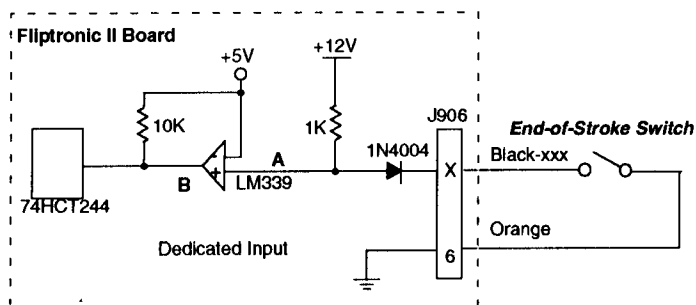 Fliptronic II Board
+5V
+12V
10K
1K
J906
End-of-Stroke Switch
1N4004
Black-xxx
A
X
-
+
B
LM339
74HCT244
Orange
Dedicated Input
6